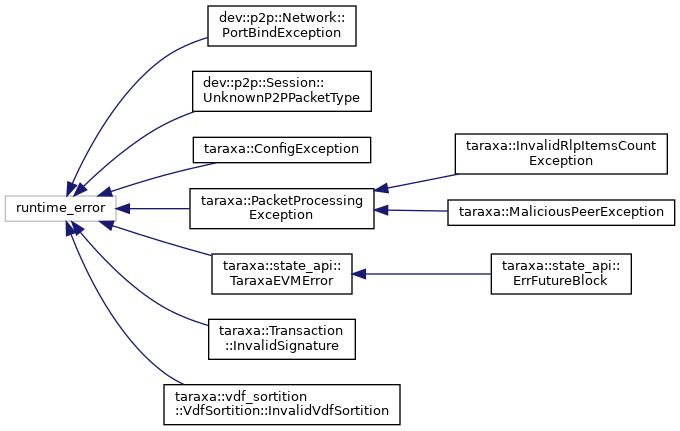 runtime_error
dev::p2p::Network::
PortBindException
dev::p2p::Session::
UnknownP2PPacketType
taraxa::ConfigException
taraxa::PacketProcessing
Exception
taraxa::InvalidRlpItemsCount
Exception
taraxa::MaliciousPeerException
taraxa::state_api::
TaraxaEVMError
taraxa::state_api::
ErrFutureBlock
taraxa::Transaction
::InvalidSignature
taraxa::vdf_sortition
::VdfSortition::InvalidVdfSortition